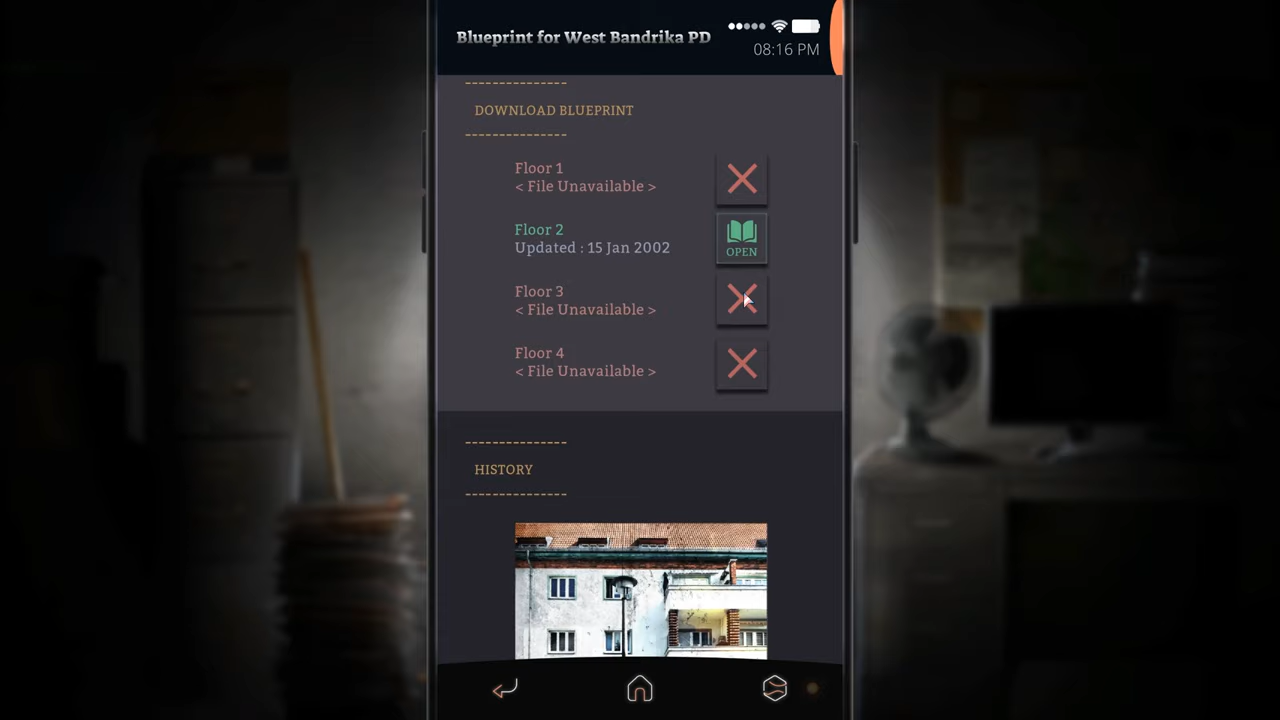 Blueprint for West Bandrika PD
08:16 PM
---------------
DOWNLOAD BLUEPRINT
---------------
Floor 1
< File Unavailable >
Floor 2
Updated : 15 Jan 2002
OPEN
Floor 3
< File Unavailable >
Floor 4
< File Unavailable >
---------------
HISTORY
---------------